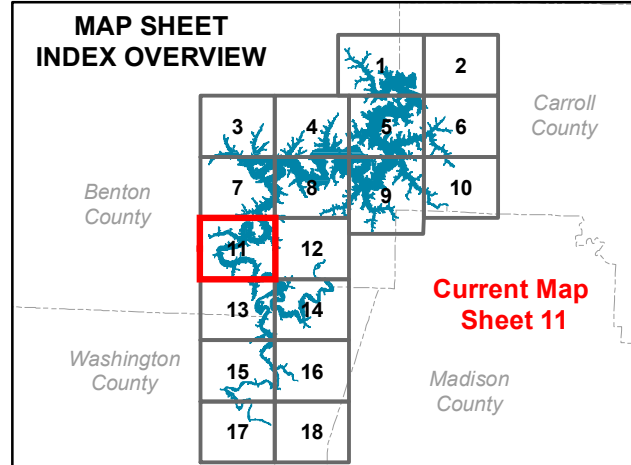 MAP SHEET
INDEX OVERVIEW
1
2
Carroll
County
3
4
5
6
Benton
County
7
8
9
10
11
12
Current Map
Sheet 11
13
14
Washington
County
15
16
Madison
County
17
18